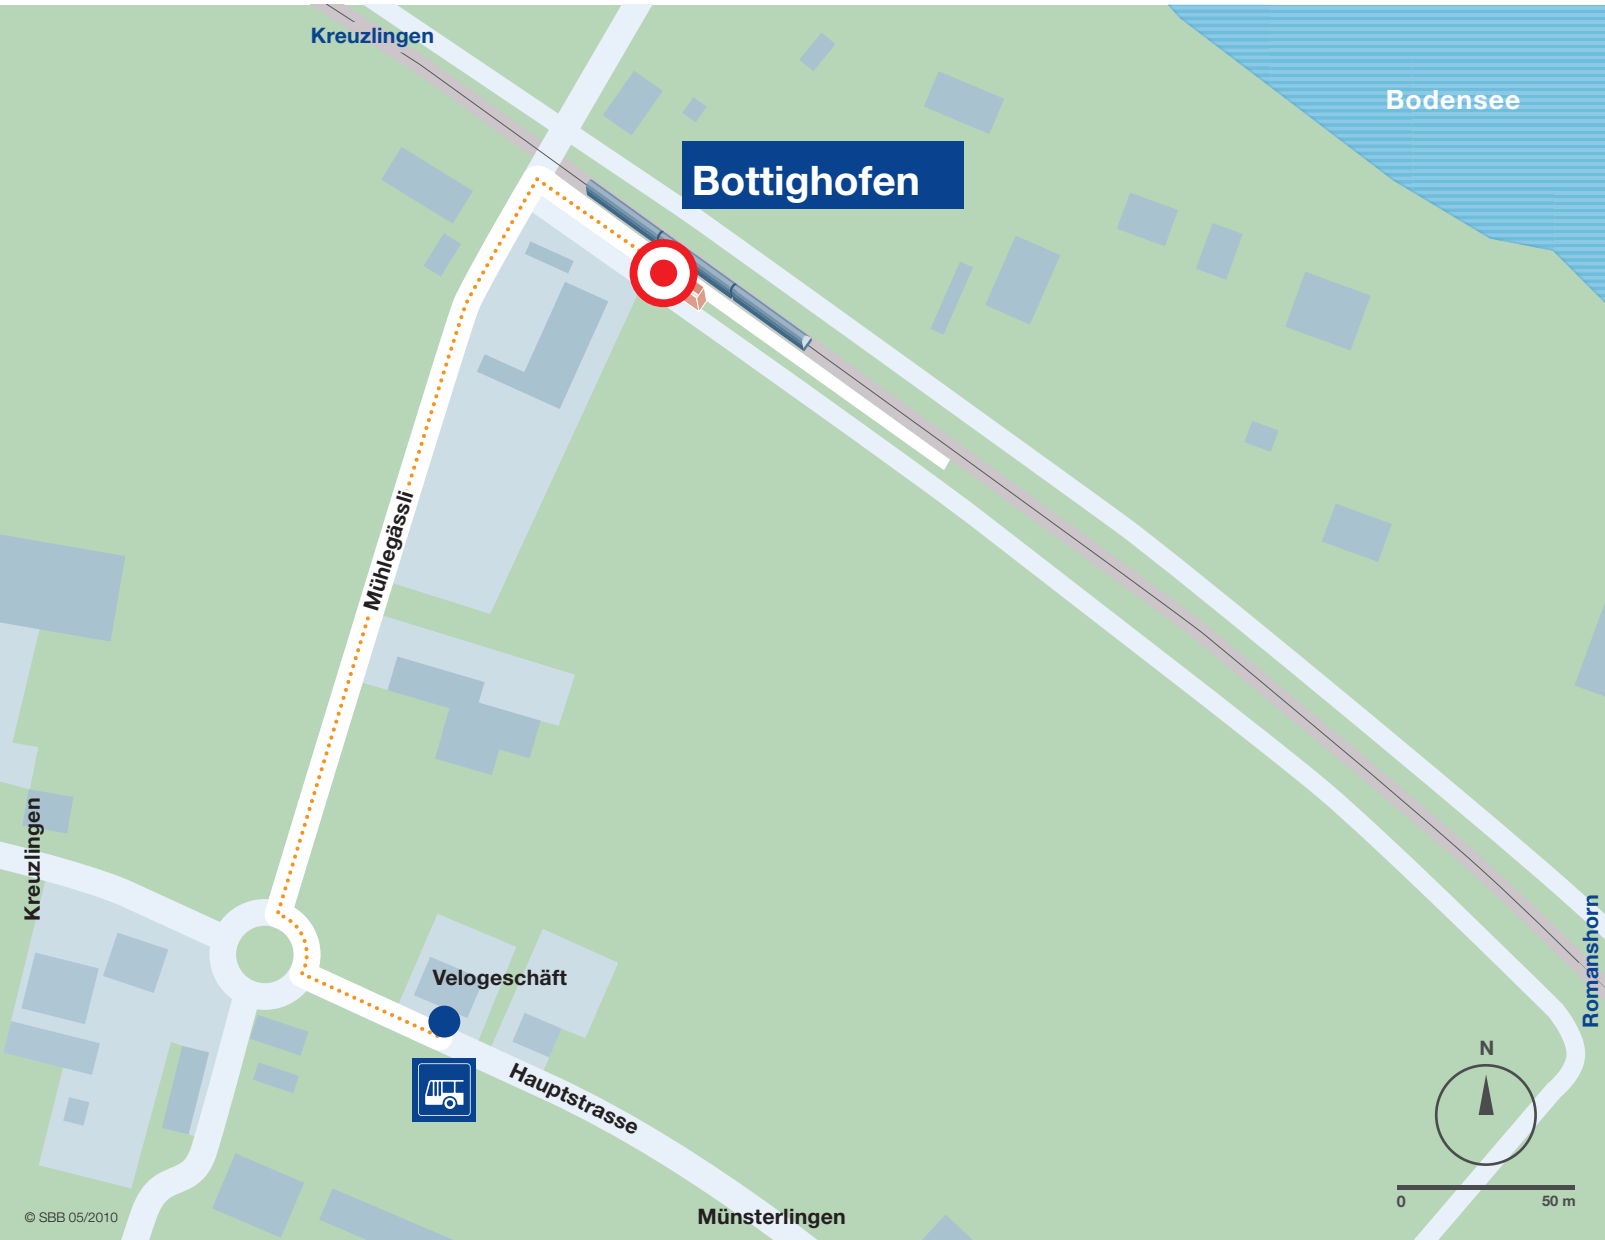 Kreuzlingen
Bodensee
Bottighofen
Mühlegässli
Kreuzlingen
Velogeschäft
Romanshorn
Hauptstrasse
N
0 50 m
Münsterlingen
© SBB 05/2010